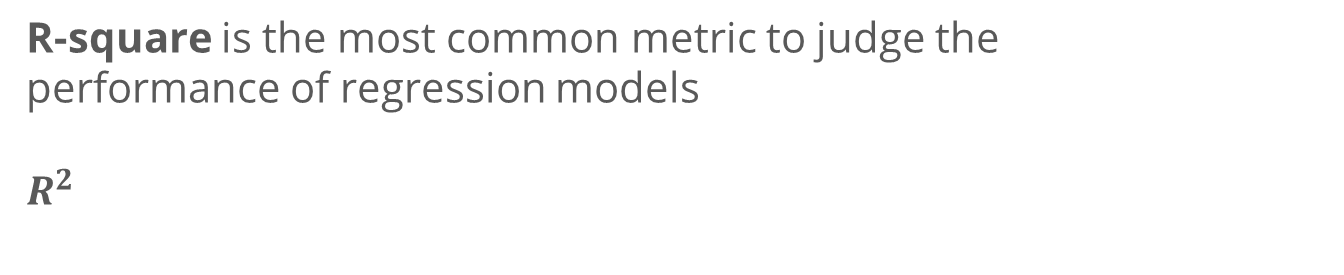 R-square is the most common metric to judge the
performance of regression models
R²